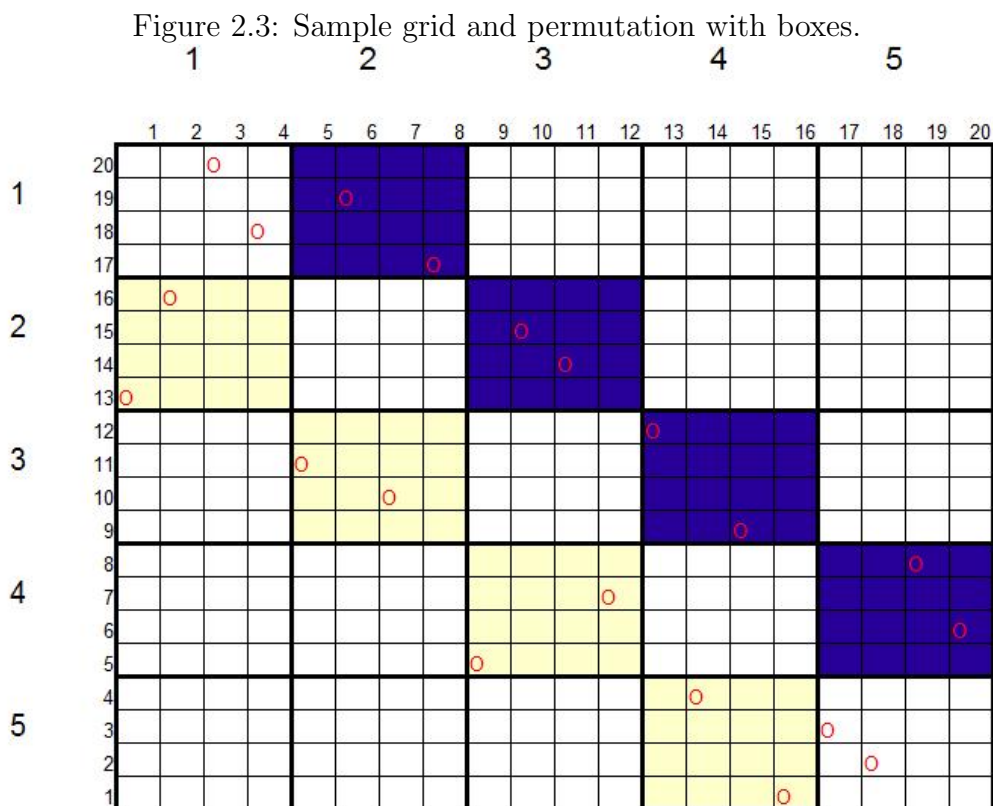 Figure 2.3: Sample grid and permutation with boxes.
1 2 3 4 5
1 2 3 4 5 6 7 8 9 10 11 12 13 14 15 16 17 18 19 20
20 O
1 19 O
18 O
17 O
16 O
2 15 O
14 O
13 O
12 O
3 11 O
10 O
9 O
8 O
4 7 O
6 O
5 O
4 O
5 3 O
2 O
1 O